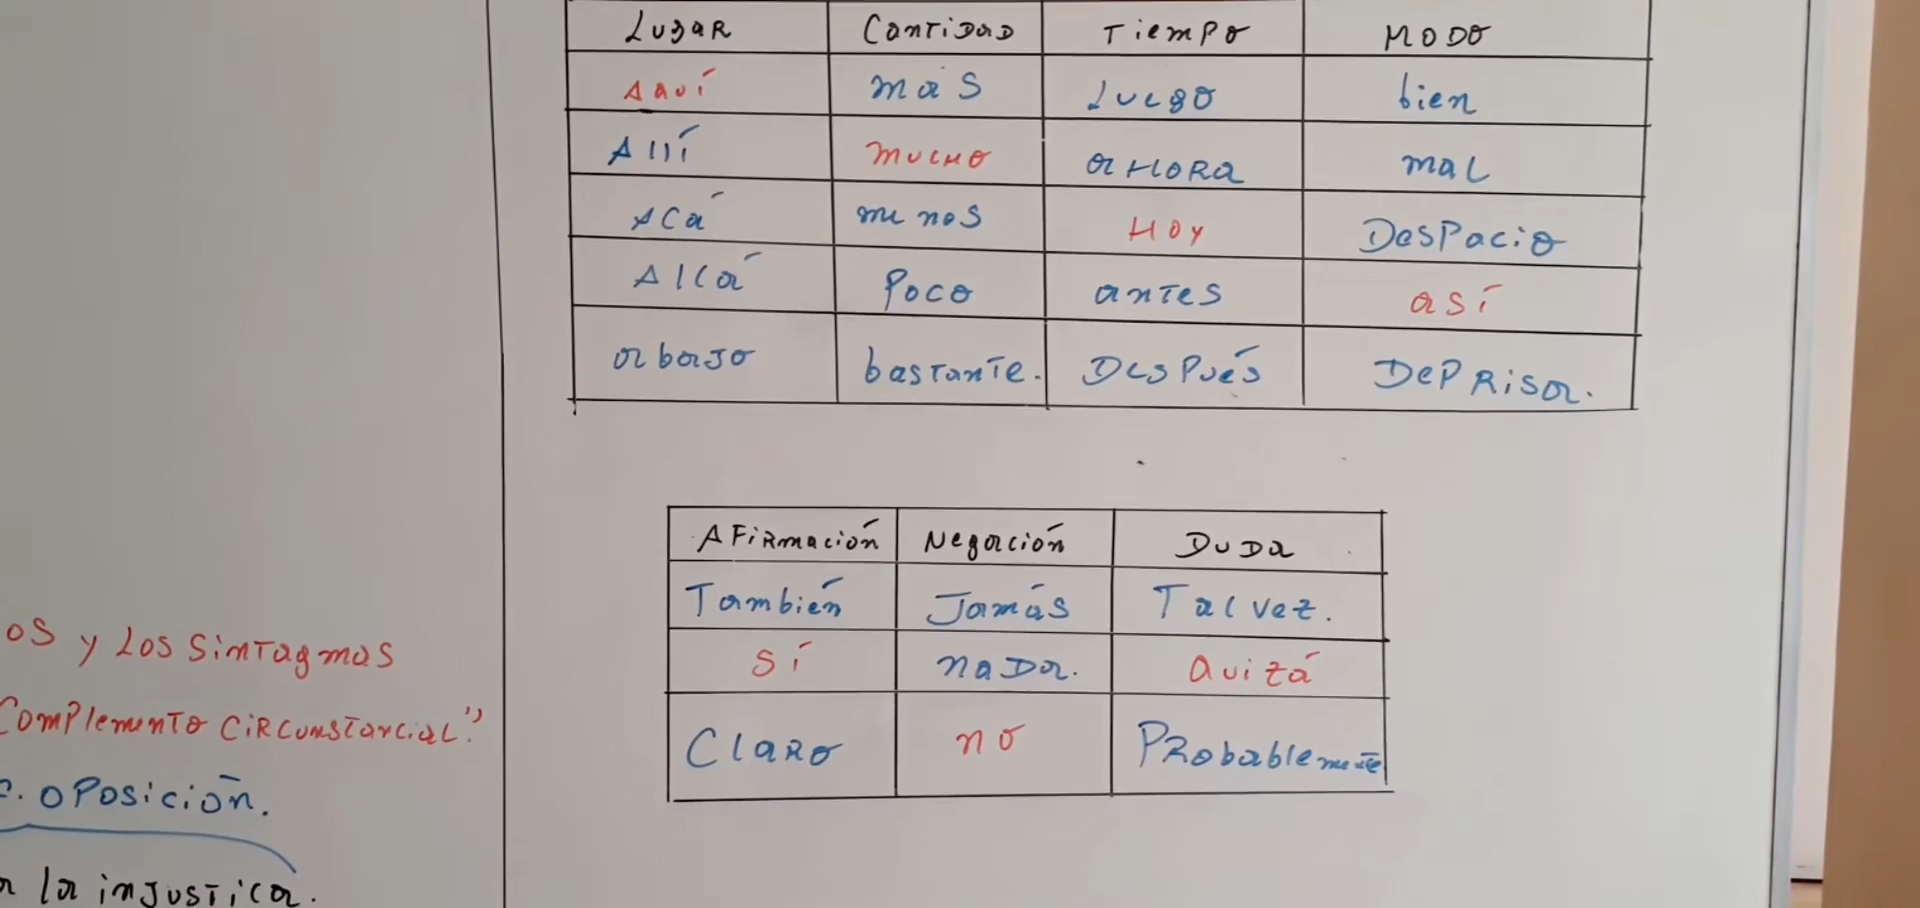 Lugar Cantidad Tiempo Modo
Aquí más Luego bien
Allí mucho ahora mal
Acá menos Hoy Despacio
Allá Poco antes así
abajo bastante. Después Deprisa.
Afirmación Negación Duda
También Jamás Tal vez.
Sí nada. Quizá
Claro no Probablemente
os y Los Sintagmas
Complemento Circunstancial"
oPosición.
la injusticia.